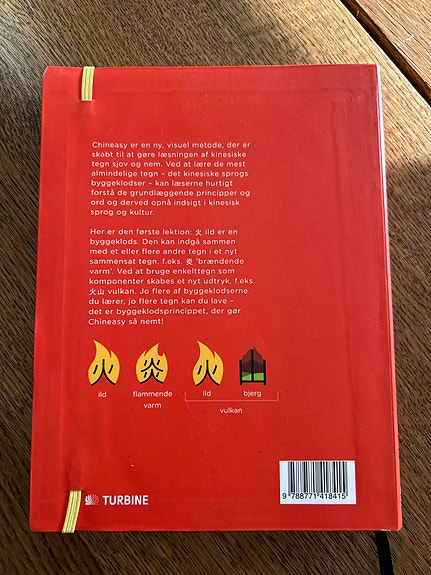 Chineasy er en ny, visuel metode, der er
skabt til at gøre læsningen af kinesiske
tegn sjov og nem. Ved at lære de mest
almindelige tegn – det kinesiske sprogs
byggeklodser – kan læserne hurtigt
forstå de grundlæggende principper og
ord og derved opnå indsigt i kinesisk
sprog og kultur.
Her er den første lektion: 火 ild er en
byggeklods. Den kan indgå sammen
med et eller flere andre tegn i et nyt
sammensat tegn, f.eks. 炎 'brændende
varm'. Ved at bruge enkelttegn som
komponenter skabes et nyt udtryk, f.eks.
火山 vulkan. Jo flere af byggeklodserne
du lærer, jo flere tegn kan du lave –
det er byggeklodsprincippet, der gør
Chineasy så nemt!
火 炎 火 山
ild flammende varm ild bjerg
vulkan
TURBINE
9 788771 418415